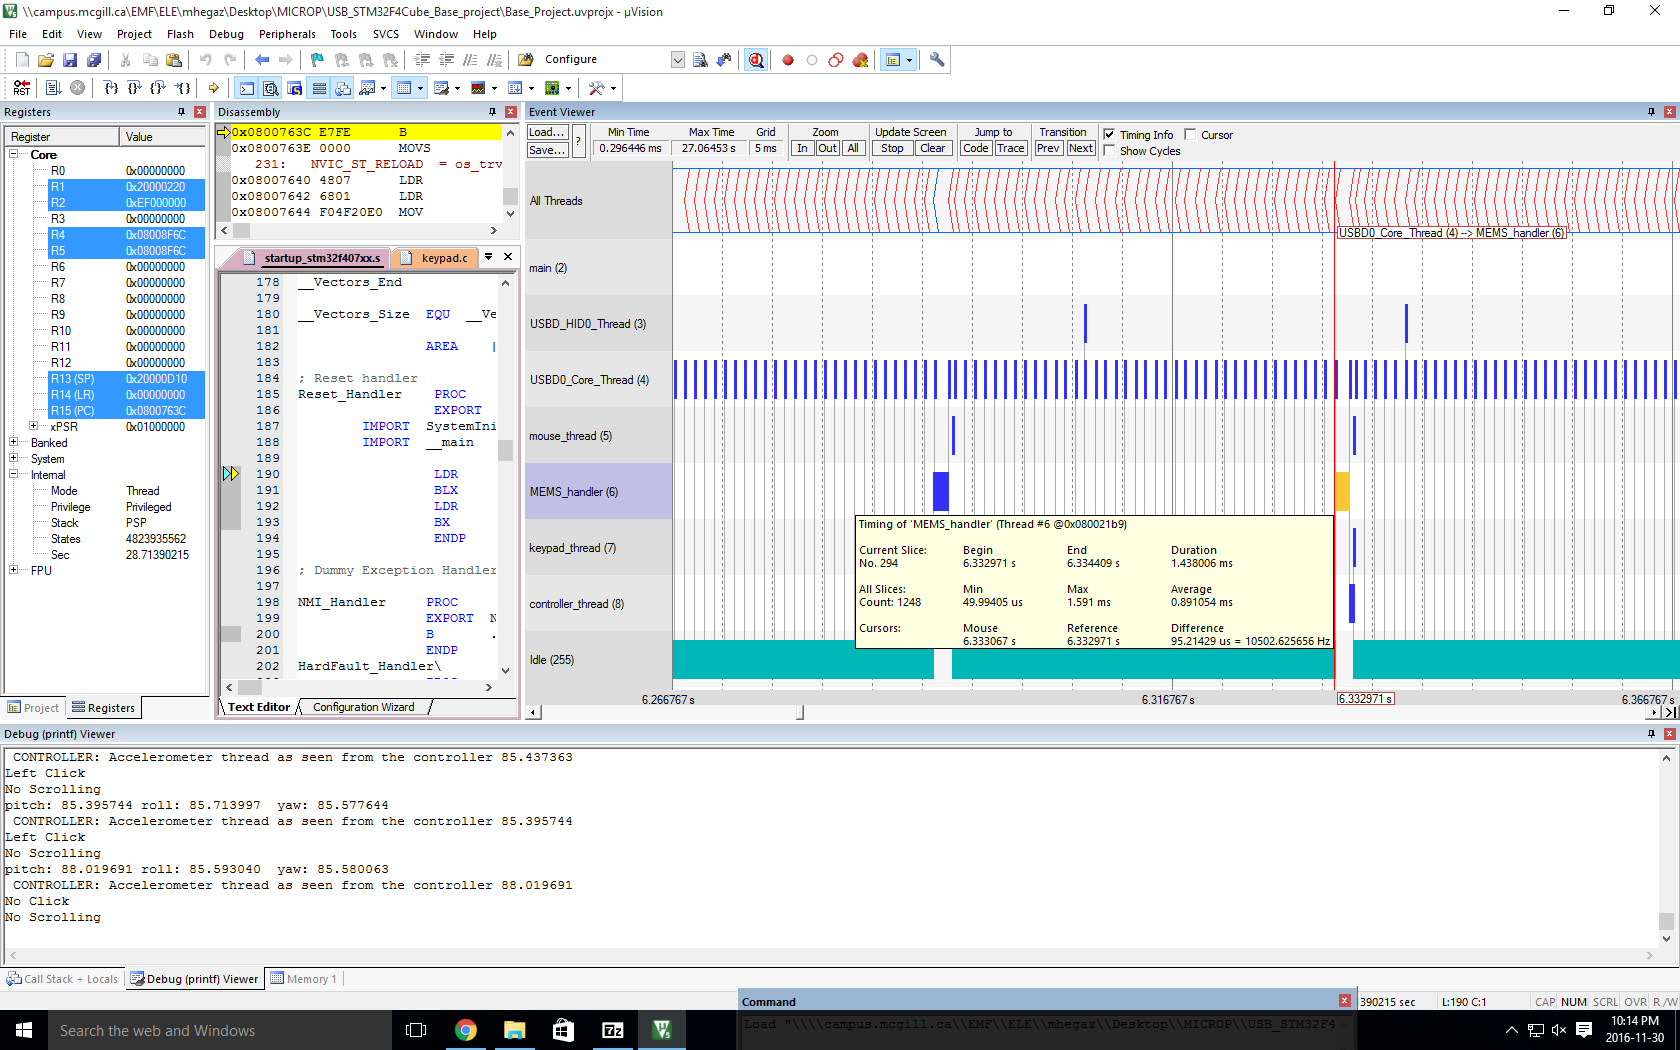 \\campus.mcgill.ca\EMF\ELE\mhegaz\Desktop\MICROP\USB_STM32F4Cube_Base_project\Base_Project.uvprojx - µVision
File Edit View Project Flash Debug Peripherals Tools SVCS Window Help
Configure
Registers
Register Value
Core
R0 0x00000000
R1 0x20000220
R2 0xEF000000
R3 0x00000000
R4 0x08008F6C
R5 0x08008F6C
R6 0x00000000
R7 0x00000000
R8 0x00000000
R9 0x00000000
R10 0x00000000
R11 0x00000000
R12 0x00000000
R13 (SP) 0x20000D10
R14 (LR) 0x00000000
R15 (PC) 0x0800763C
xPSR 0x01000000
Banked
System
Internal
Mode Thread
Privilege Privileged
Stack PSP
States 4823935562
Sec 28.71390215
FPU
Project Registers
Disassembly
0x0800763C E7FE B
0x0800763E 0000 MOVS
231: NVIC_ST_RELOAD = os_trv
0x08007640 4807 LDR
0x08007642 6801 LDR
0x08007644 F04F20E0 MOV
startup_stm32f407xx.s keypad.c
178 __Vectors_End
179
180 __Vectors_Size EQU __Ve
181
182 AREA |
183
184 ; Reset handler
185 Reset_Handler PROC
186 EXPORT
187 IMPORT SystemIni
188 IMPORT __main
189
190 LDR
191 BLX
192 LDR
193 BX
194 ENDP
195
196 ; Dummy Exception Handler
197
198 NMI_Handler PROC
199 EXPORT N
200 B .
201 ENDP
202 HardFault_Handler\
Text Editor Configuration Wizard
Event Viewer
Load... Min Time Max Time Grid Zoom Update Screen Jump to Transition Timing Info Cursor
Save... ? 0.296446 ms 27.06453 s 5 ms In Out All Stop Clear Code Trace Prev Next Show Cycles
All Threads
USBD0_Core_Thread (4) --> MEMS_handler (6)
main (2)
USBD_HID0_Thread (3)
USBD0_Core_Thread (4)
mouse_thread (5)
MEMS_handler (6)
keypad_thread (7)
controller_thread (8)
Idle (255)
Timing of 'MEMS_handler' (Thread #6 @0x080021b9)
Current Slice: Begin End Duration
No. 294 6.332971 s 6.334409 s 1.438006 ms
All Slices: Min Max Average
Count: 1248 49.99405 us 1.591 ms 0.891054 ms
Cursors: Mouse Reference Difference
6.333067 s 6.332971 s 95.21429 us = 10502.625656 Hz
6.266767 s 6.316767 s 6.332971 s 6.366767 s
Debug (printf) Viewer
CONTROLLER: Accelerometer thread as seen from the controller 85.437363
Left Click
No Scrolling
pitch: 85.395744 roll: 85.713997 yaw: 85.577644
CONTROLLER: Accelerometer thread as seen from the controller 85.395744
Left Click
No Scrolling
pitch: 88.019691 roll: 85.593040 yaw: 85.580063
CONTROLLER: Accelerometer thread as seen from the controller 88.019691
No Click
No Scrolling
Call Stack + Locals Debug (printf) Viewer Memory 1
Command
390215 sec L:190 C:1 CAP NUM SCRL OVR R /W
Load "\\\\campus.mcgill.ca\\EMF\\ELE\\mhegaz\\Desktop\\MICROP\\USB_STM32F4
Search the web and Windows
7z
10:14 PM
2016-11-30